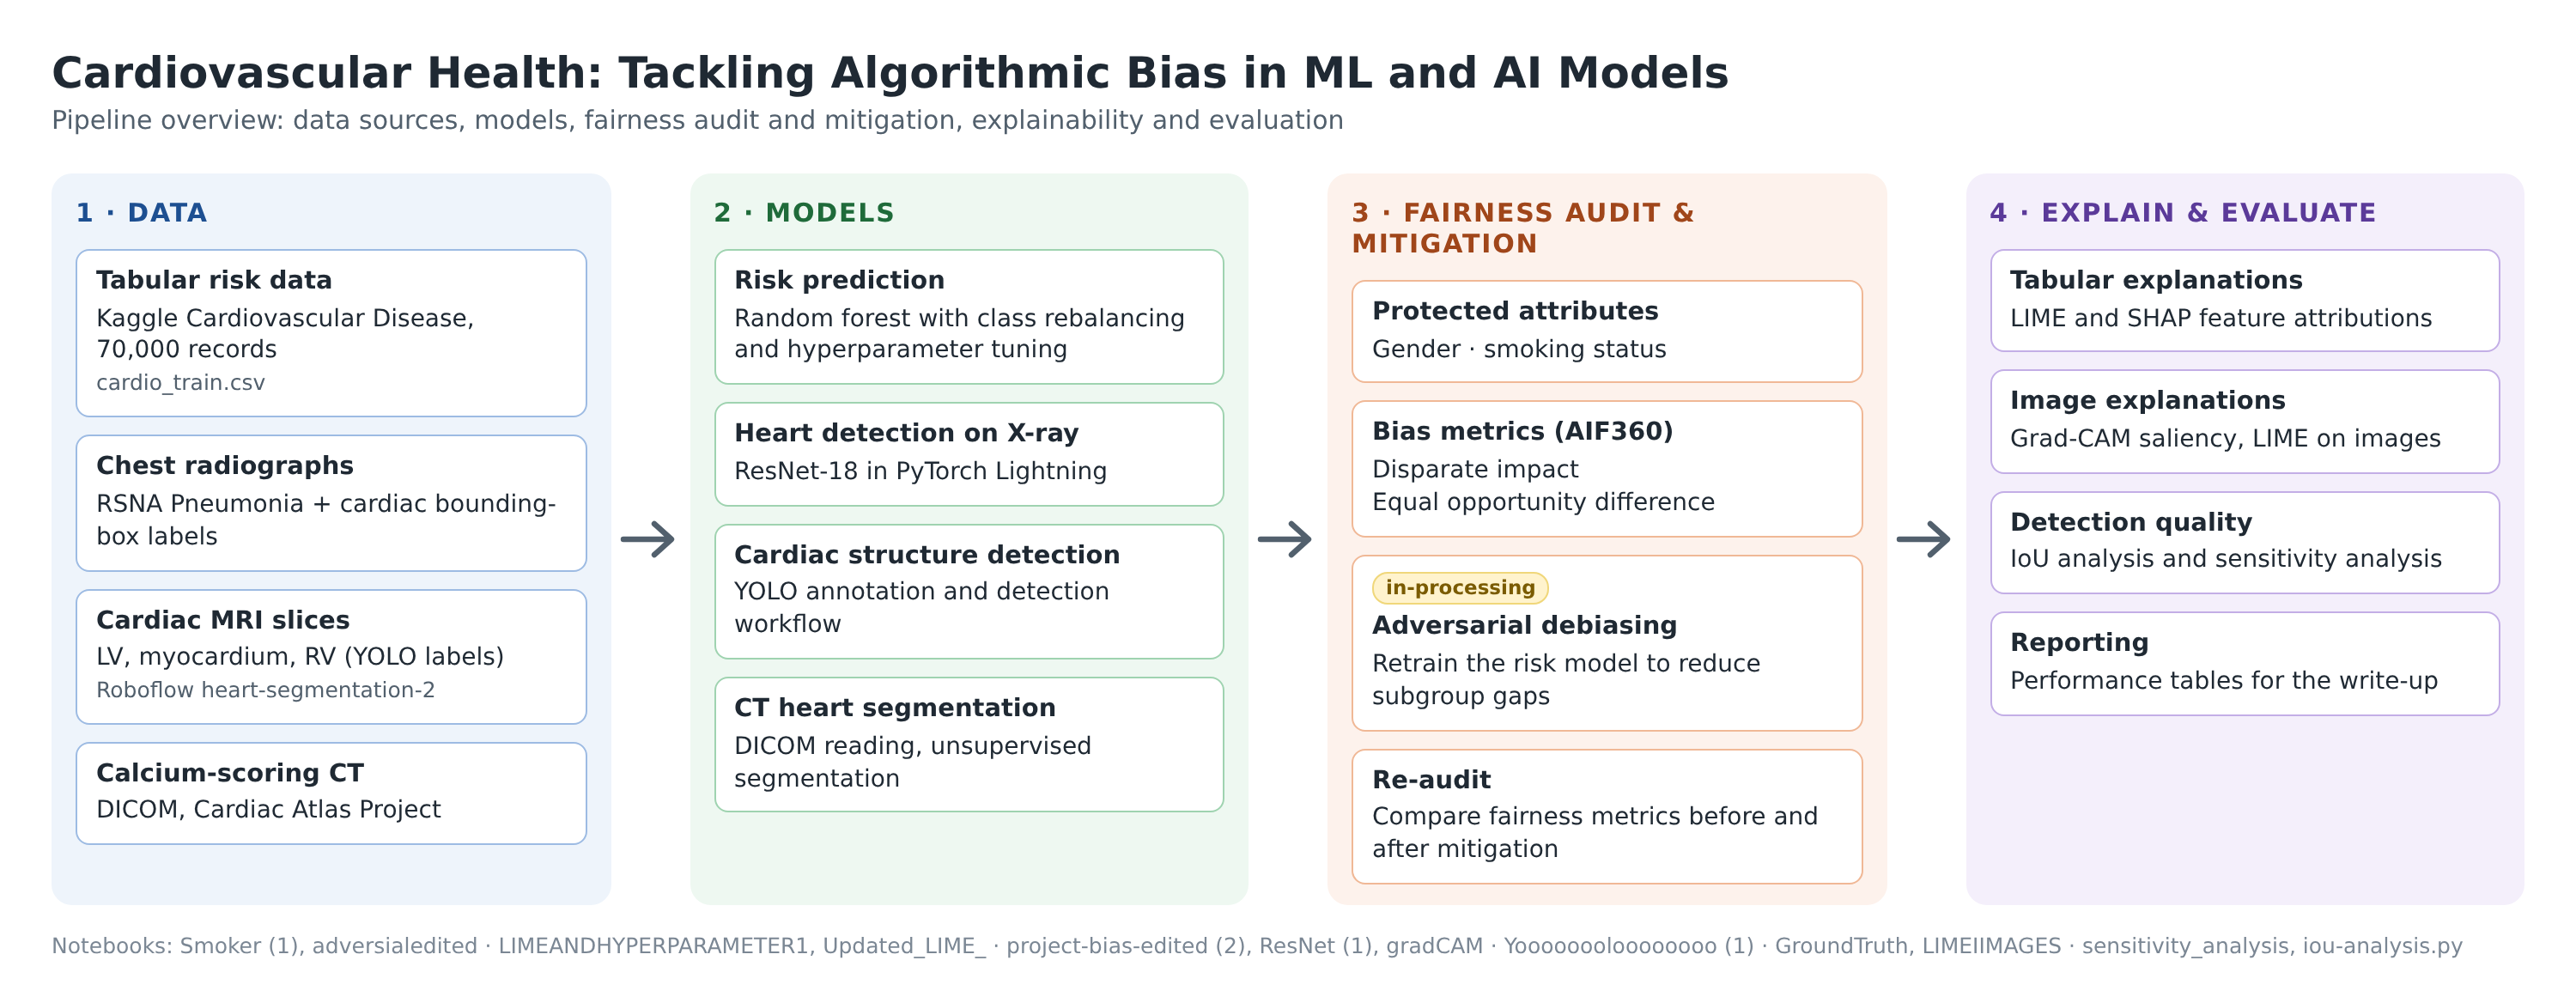 Cardiovascular Health: Tackling Algorithmic Bias in ML and AI Models
Pipeline overview: data sources, models, fairness audit and mitigation, explainability and evaluation
1 · DATA
Tabular risk data
Kaggle Cardiovascular Disease,
70,000 records
cardio_train.csv
Chest radiographs
RSNA Pneumonia + cardiac bounding-
box labels
Cardiac MRI slices
LV, myocardium, RV (YOLO labels)
Roboflow heart-segmentation-2
Calcium-scoring CT
DICOM, Cardiac Atlas Project
2 · MODELS
Risk prediction
Random forest with class rebalancing
and hyperparameter tuning
Heart detection on X-ray
ResNet-18 in PyTorch Lightning
Cardiac structure detection
YOLO annotation and detection
workflow
CT heart segmentation
DICOM reading, unsupervised
segmentation
3 · FAIRNESS AUDIT &
MITIGATION
Protected attributes
Gender · smoking status
Bias metrics (AIF360)
Disparate impact
Equal opportunity difference
in-processing
Adversarial debiasing
Retrain the risk model to reduce
subgroup gaps
Re-audit
Compare fairness metrics before and
after mitigation
4 · EXPLAIN & EVALUATE
Tabular explanations
LIME and SHAP feature attributions
Image explanations
Grad-CAM saliency, LIME on images
Detection quality
IoU analysis and sensitivity analysis
Reporting
Performance tables for the write-up
Notebooks: Smoker (1), adversialedited · LIMEANDHYPERPARAMETER1, Updated_LIME_ · project-bias-edited (2), ResNet (1), gradCAM · Yoooooooloooooooo (1) · GroundTruth, LIMEIIMAGES · sensitivity_analysis, iou-analysis.py